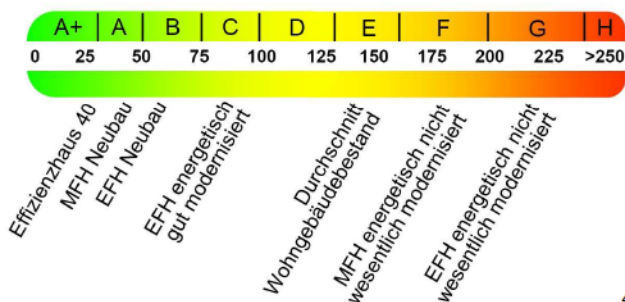 A+ A B C D E F G H
0 25 50 75 100 125 150 175 200 225 >250
Effizienzhaus 40
MFH Neubau
EFH Neubau
EFH energetisch
gut modernisiert
Durchschnitt
Wohngebäudebestand
MFH energetisch nicht
wesentlich modernisiert
EFH energetisch nicht
wesentlich modernisiert